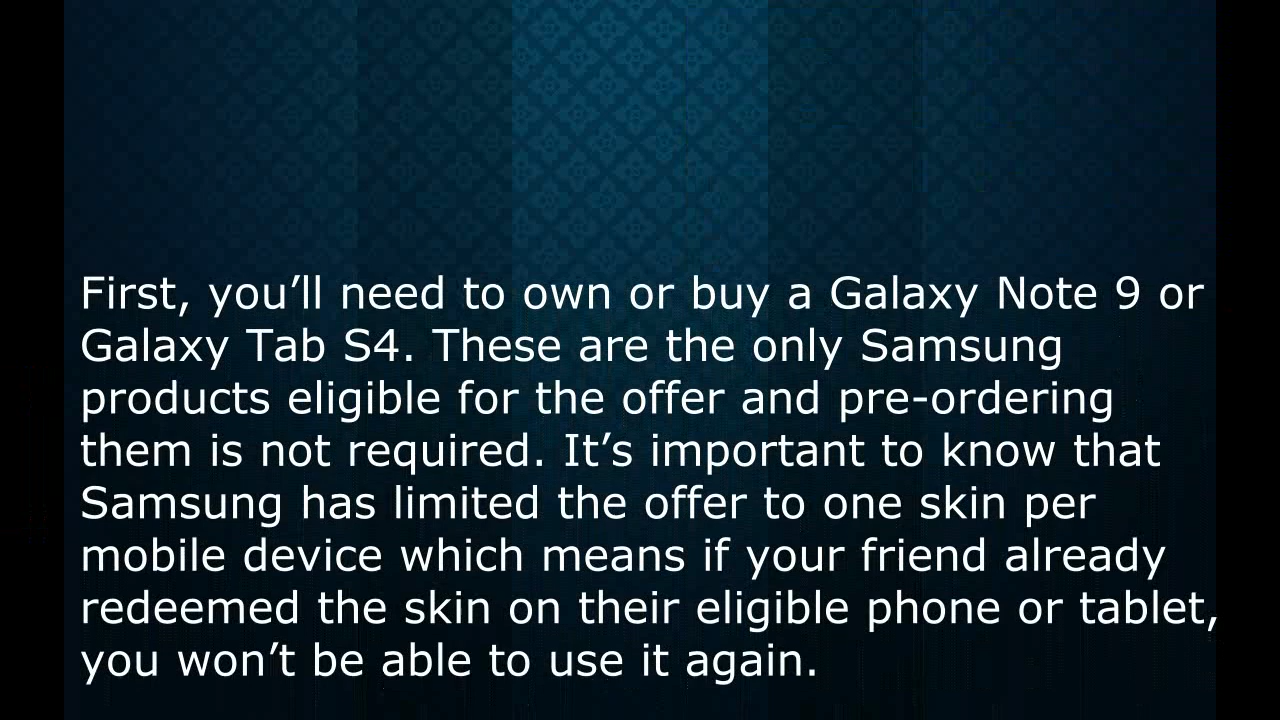 First, you’ll need to own or buy a Galaxy Note 9 or
Galaxy Tab S4. These are the only Samsung
products eligible for the offer and pre-ordering
them is not required. It’s important to know that
Samsung has limited the offer to one skin per
mobile device which means if your friend already
redeemed the skin on their eligible phone or tablet,
you won’t be able to use it again.